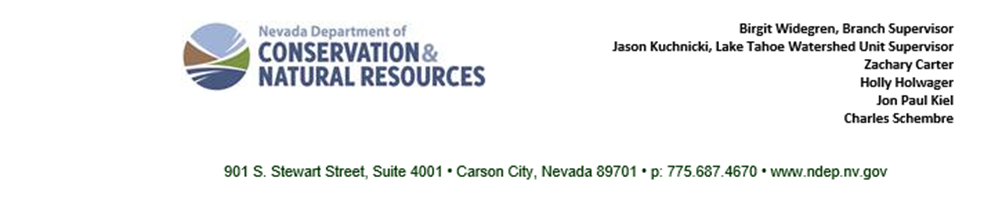 Nevada Department of
CONSERVATION &
NATURAL RESOURCES
Birgit Widegren, Branch Supervisor
Jason Kuchnicki, Lake Tahoe Watershed Unit Supervisor
Zachary Carter
Holly Holwager
Jon Paul Kiel
Charles Schembre
901 S. Stewart Street, Suite 4001 • Carson City, Nevada 89701 • p: 775.687.4670 • www.ndep.nv.gov